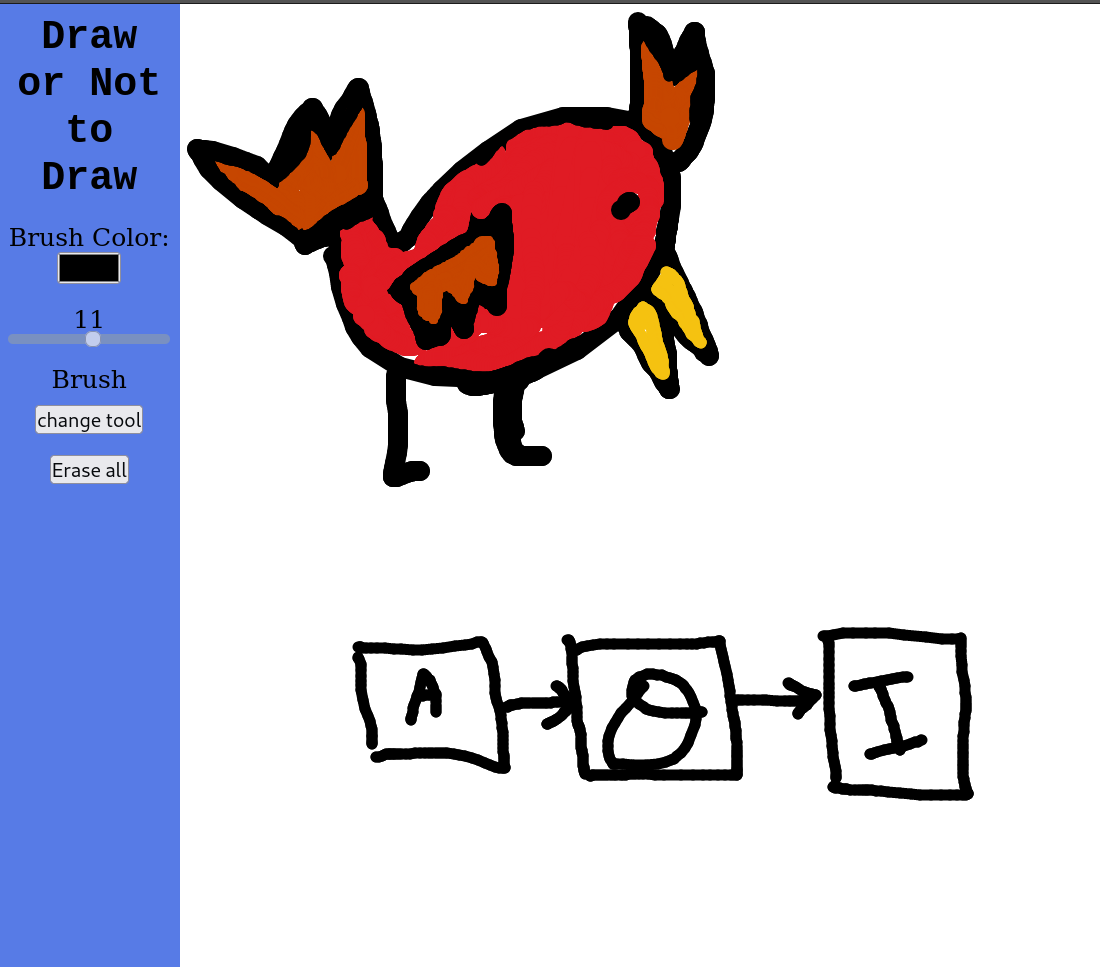 Draw
or Not
to
Draw
Brush Color:
11
Brush
change tool
Erase all
A O I